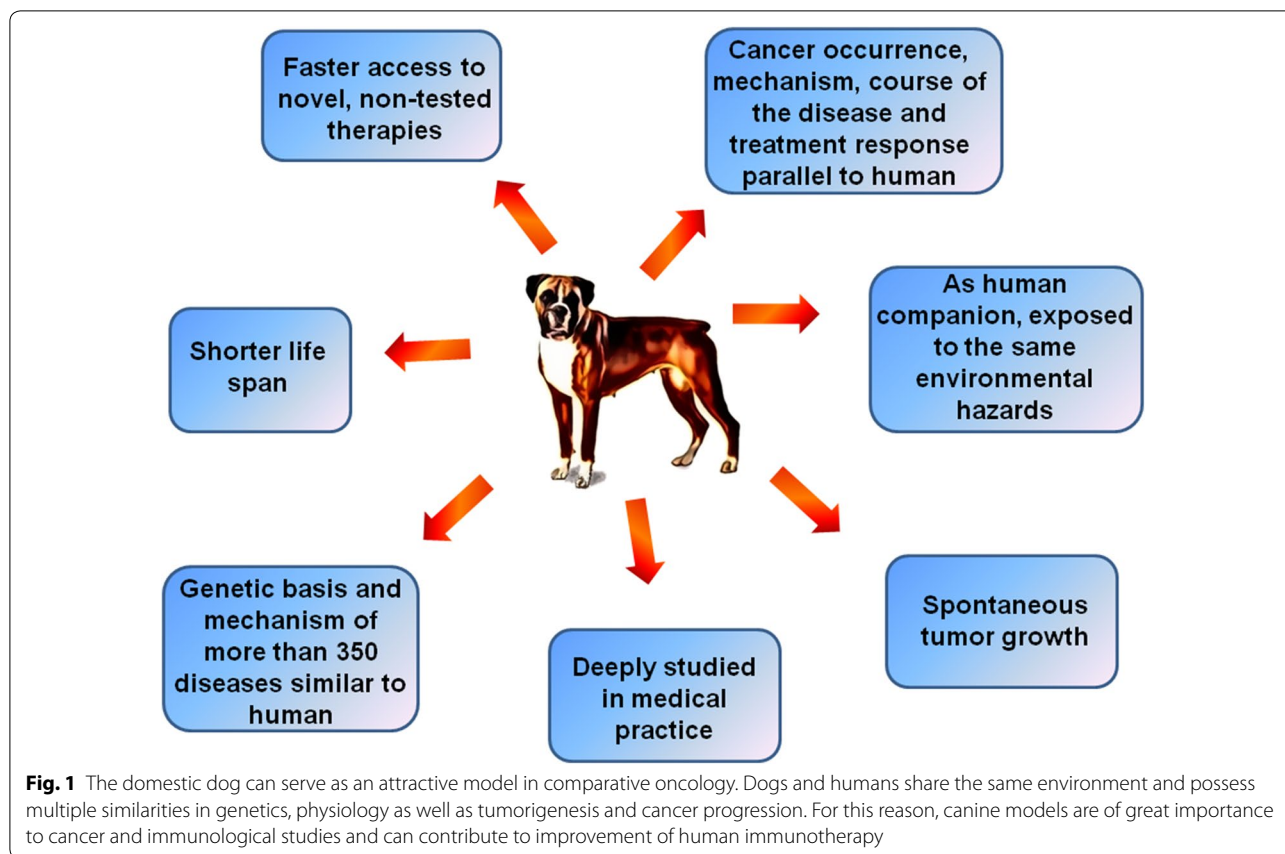 Faster access to
novel, non-tested
therapies
Cancer occurrence,
mechanism, course of
the disease and
treatment response
parallel to human
Shorter life
span
As human
companion, exposed
to the same
environmental
hazards
Genetic basis and
mechanism of
more than 350
diseases similar to
human
Deeply studied
in medical
practice
Spontaneous
tumor growth
Fig. 1 The domestic dog can serve as an attractive model in comparative oncology. Dogs and humans share the same environment and possess
multiple similarities in genetics, physiology as well as tumorigenesis and cancer progression. For this reason, canine models are of great importance
to cancer and immunological studies and can contribute to improvement of human immunotherapy